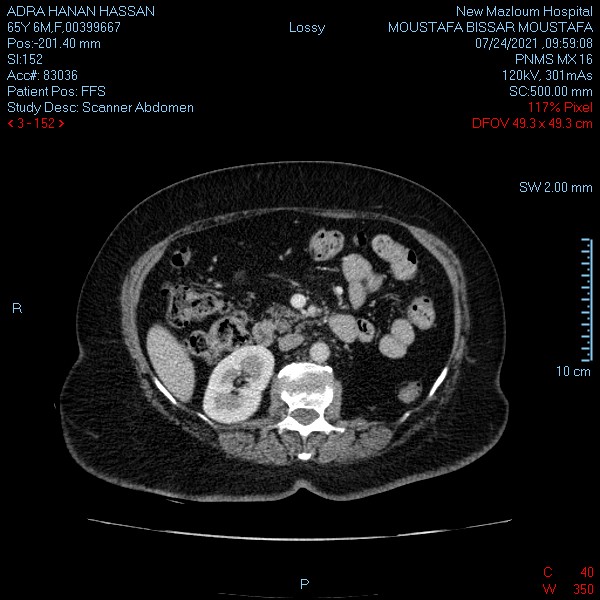 ADRA HANAN HASSAN
65Y 6M,F,00399667
Pos:-201.40 mm
SI:152
Acc#: 83036
Patient Pos: FFS
Study Desc: Scanner Abdomen
< 3 - 152 >
Lossy
New Mazloum Hospital
MOUSTAFA BISSAR MOUSTAFA
07/24/2021 ,09:59:08
PNMS MX 16
120kV, 301mAs
SC:500.00 mm
117% Pixel
DFOV 49.3 x 49.3 cm
SW 2.00 mm
R
10 cm
P
C 40
W 350